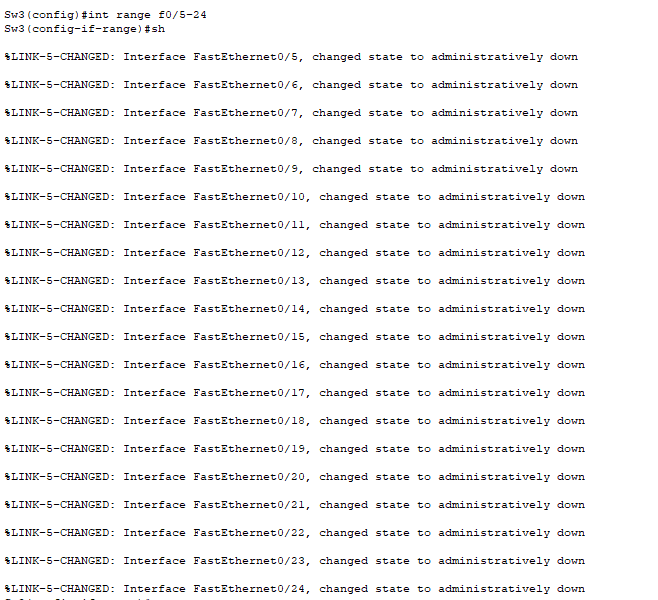 Sw3(config)#int range f0/5-24
Sw3(config-if-range)#sh
%LINK-5-CHANGED: Interface FastEthernet0/5, changed state to administratively down
%LINK-5-CHANGED: Interface FastEthernet0/6, changed state to administratively down
%LINK-5-CHANGED: Interface FastEthernet0/7, changed state to administratively down
%LINK-5-CHANGED: Interface FastEthernet0/8, changed state to administratively down
%LINK-5-CHANGED: Interface FastEthernet0/9, changed state to administratively down
%LINK-5-CHANGED: Interface FastEthernet0/10, changed state to administratively down
%LINK-5-CHANGED: Interface FastEthernet0/11, changed state to administratively down
%LINK-5-CHANGED: Interface FastEthernet0/12, changed state to administratively down
%LINK-5-CHANGED: Interface FastEthernet0/13, changed state to administratively down
%LINK-5-CHANGED: Interface FastEthernet0/14, changed state to administratively down
%LINK-5-CHANGED: Interface FastEthernet0/15, changed state to administratively down
%LINK-5-CHANGED: Interface FastEthernet0/16, changed state to administratively down
%LINK-5-CHANGED: Interface FastEthernet0/17, changed state to administratively down
%LINK-5-CHANGED: Interface FastEthernet0/18, changed state to administratively down
%LINK-5-CHANGED: Interface FastEthernet0/19, changed state to administratively down
%LINK-5-CHANGED: Interface FastEthernet0/20, changed state to administratively down
%LINK-5-CHANGED: Interface FastEthernet0/21, changed state to administratively down
%LINK-5-CHANGED: Interface FastEthernet0/22, changed state to administratively down
%LINK-5-CHANGED: Interface FastEthernet0/23, changed state to administratively down
%LINK-5-CHANGED: Interface FastEthernet0/24, changed state to administratively down